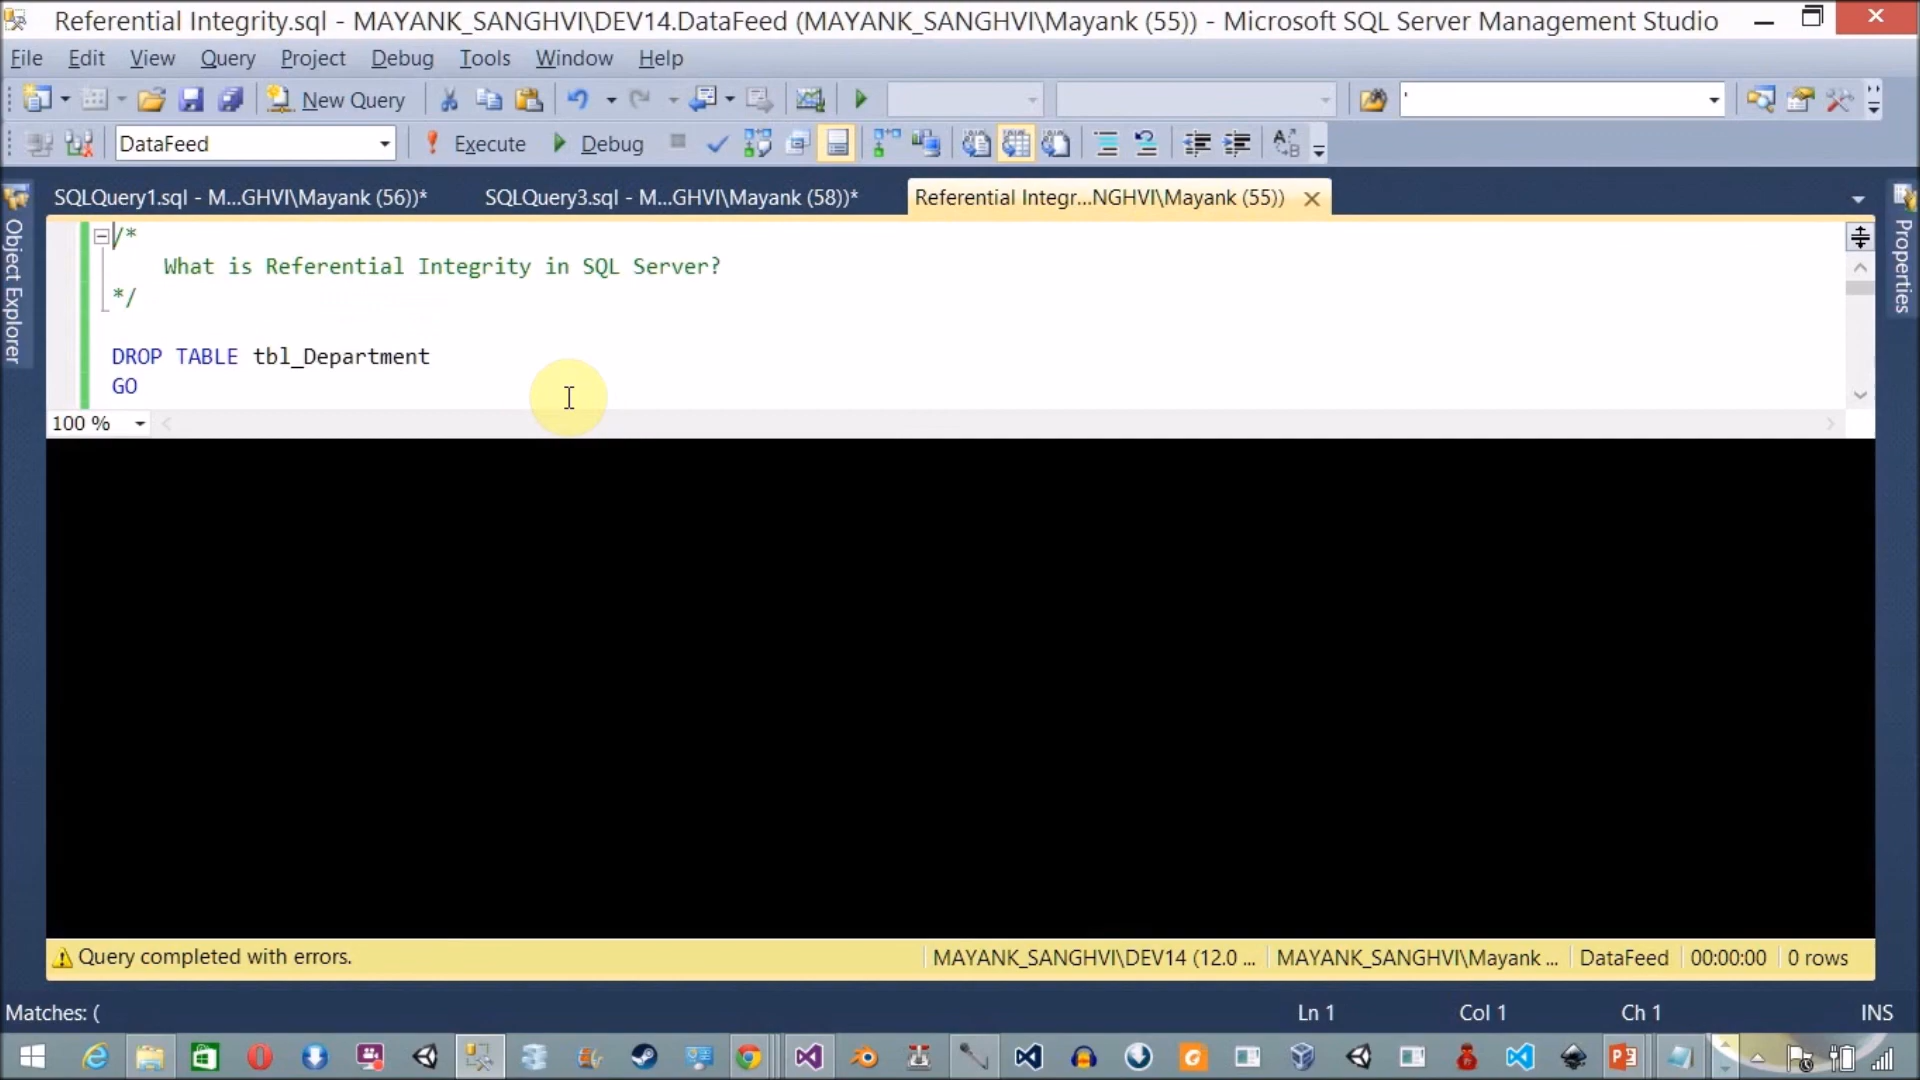 Referential Integrity.sql - MAYANK_SANGHVI\DEV14.DataFeed (MAYANK_SANGHVI\Mayank (55)) - Microsoft SQL Server Management Studio
File Edit View Query Project Debug Tools Window Help
New Query '
DataFeed Execute Debug
SQLQuery1.sql - M...GHVI\Mayank (56))* SQLQuery3.sql - M...GHVI\Mayank (58))* Referential Integr...NGHVI\Mayank (55))
Object Explorer
Properties
/*
What is Referential Integrity in SQL Server?
*/
DROP TABLE tbl_Department
GO
100 %
Query completed with errors. MAYANK_SANGHVI\DEV14 (12.0 ... MAYANK_SANGHVI\Mayank ... DataFeed 00:00:00 0 rows
Matches: ( Ln 1 Col 1 Ch 1 INS